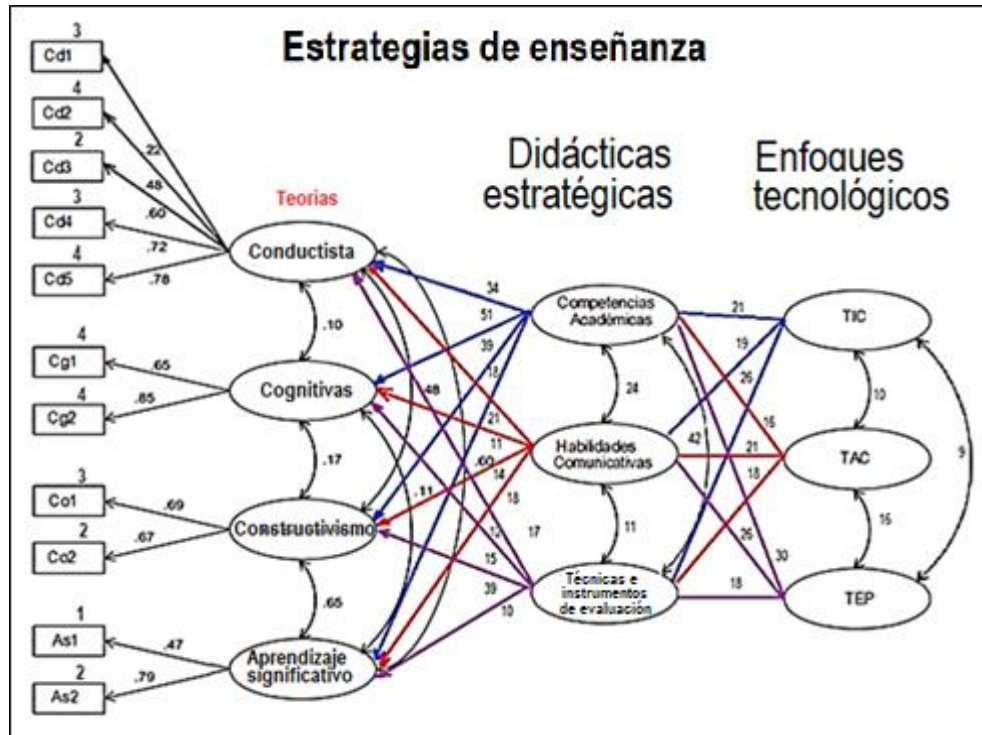 Estrategias de enseñanza
Didácticas
estratégicas
Enfoques
tecnológicos
Teorias
3
Cd1
4
Cd2
2
Cd3
3
Cd4
4
Cd5
.22
.48
.60
.72
.78
Conductista
.10
4
Cg1
4
Cg2
.65
.85
Cognitivas
.17
3
Co1
2
Co2
.69
.67
Constructivismo
.65
1
As1
2
As2
.47
.79
Aprendizaje
significativo
.48
.60
.11
34
51
39
18
21
11
14
18
17
12
15
39
10
Competencias
Académicas
24
Habilidades
Comunicativas
11
Técnicas e
instrumentos
de evaluación
42
21
19
26
16
21
18
26
30
18
TIC
10
TAC
16
TEP
9